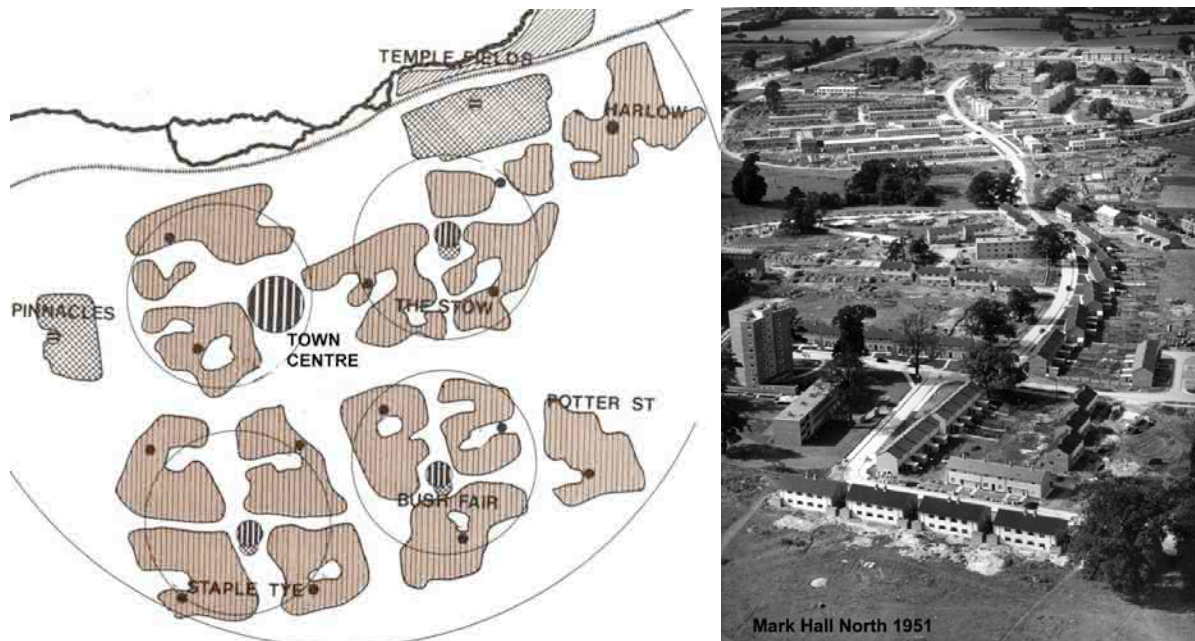 TEMPLE FIELDS
HARLOW
PINNACLES
THE STOW
TOWN
CENTRE
POTTER ST
BUSH FAIR
STAPLE TYE
Mark Hall North 1951